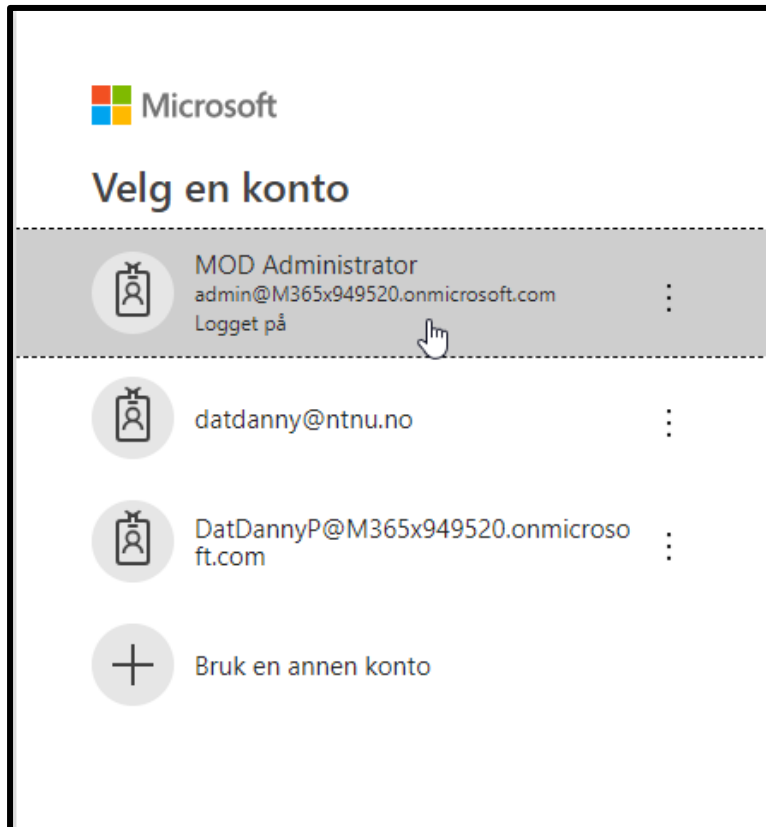 Microsoft
Velg en konto
MOD Administrator
admin@M365x949520.onmicrosoft.com
Logget på
datdanny@ntnu.no
DatDannyP@M365x949520.onmicroso
ft.com
Bruk en annen konto